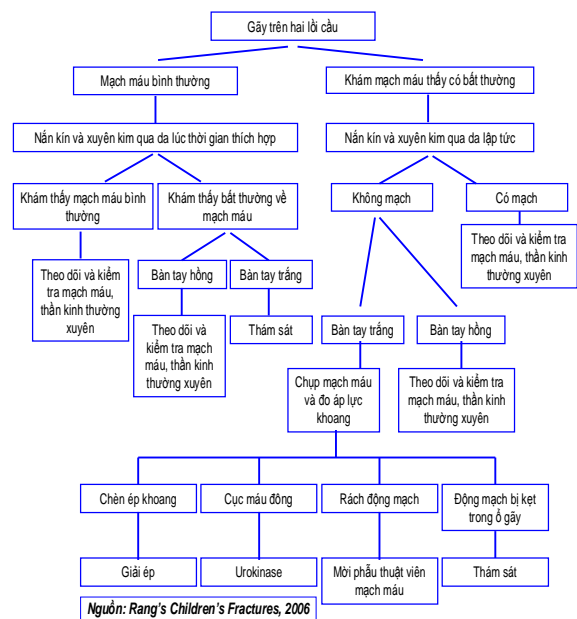 Gãy trên hai lồi cầu
Mạch máu bình thường
Khám mạch máu thấy có bất thường
Nắn kín và xuyên kim qua da lúc thời gian thích hợp
Nắn kín và xuyên kim qua da lập tức
Khám thấy mạch máu bình
thường
Khám thấy bất thường về
mạch máu
Không mạch
Có mạch
Theo dõi và kiểm
tra mạch máu,
thần kinh thường
xuyên
Bàn tay hồng
Bàn tay trắng
Theo dõi và kiểm tra
mạch máu, thần kinh
thường xuyên
Theo dõi và
kiểm tra mạch
máu, thần kinh
thường xuyên
Thám sát
Bàn tay trắng
Bàn tay hồng
Chụp mạch máu
và đo áp lực
khoang
Theo dõi và kiểm tra
mạch máu, thần kinh
thường xuyên
Chèn ép khoang
Cục máu đông
Rách động mạch
Động mạch bị kẹt
trong ổ gãy
Giải ép
Urokinase
Mời phẫu thuật viên
mạch máu
Thám sát
Nguồn: Rang's Children's Fractures, 2006